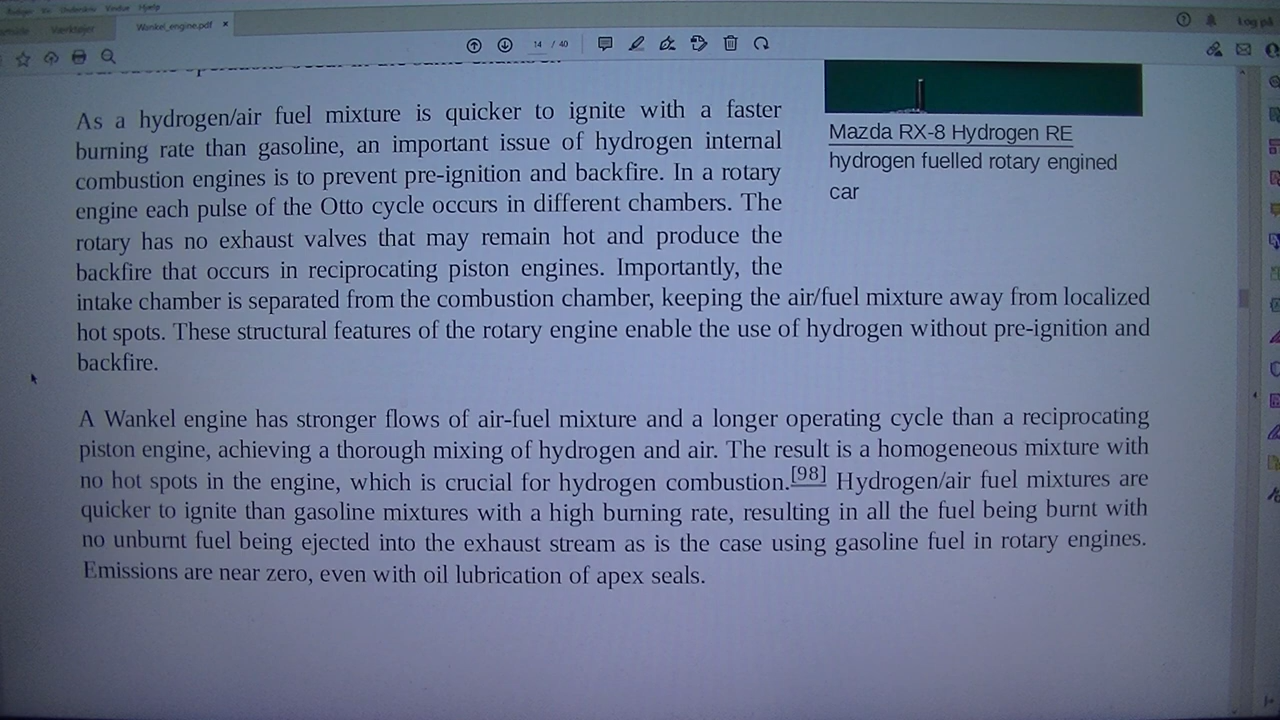 Wankel_engine.pdf ×
Log på
14 / 40
As a hydrogen/air fuel mixture is quicker to ignite with a faster
burning rate than gasoline, an important issue of hydrogen internal
combustion engines is to prevent pre-ignition and backfire. In a rotary
engine each pulse of the Otto cycle occurs in different chambers. The
rotary has no exhaust valves that may remain hot and produce the
backfire that occurs in reciprocating piston engines. Importantly, the
intake chamber is separated from the combustion chamber, keeping the air/fuel mixture away from localized
hot spots. These structural features of the rotary engine enable the use of hydrogen without pre-ignition and
backfire.
Mazda RX-8 Hydrogen RE
hydrogen fuelled rotary engined
car
A Wankel engine has stronger flows of air-fuel mixture and a longer operating cycle than a reciprocating
piston engine, achieving a thorough mixing of hydrogen and air. The result is a homogeneous mixture with
no hot spots in the engine, which is crucial for hydrogen combustion.[98] Hydrogen/air fuel mixtures are
quicker to ignite than gasoline mixtures with a high burning rate, resulting in all the fuel being burnt with
no unburnt fuel being ejected into the exhaust stream as is the case using gasoline fuel in rotary engines.
Emissions are near zero, even with oil lubrication of apex seals.